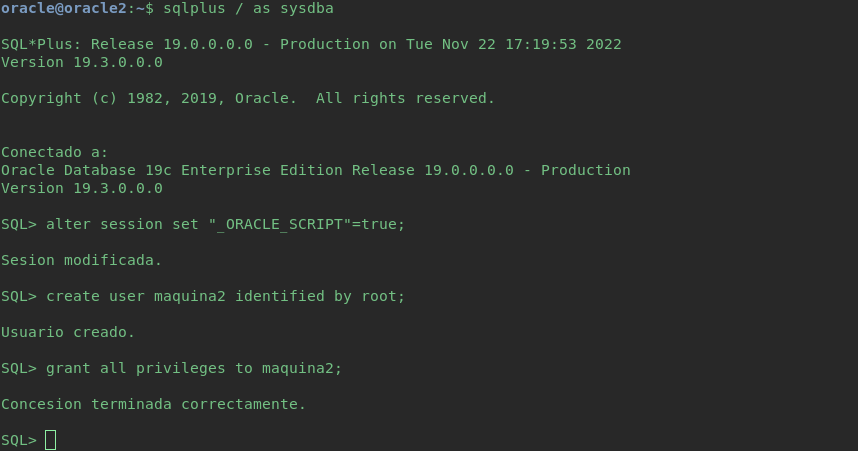 oracle@oracle2:~$ sqlplus / as sysdba
SQL*Plus: Release 19.0.0.0.0 - Production on Tue Nov 22 17:19:53 2022
Version 19.3.0.0.0
Copyright (c) 1982, 2019, Oracle.  All rights reserved.
Conectado a:
Oracle Database 19c Enterprise Edition Release 19.0.0.0.0 - Production
Version 19.3.0.0.0
SQL> alter session set "_ORACLE_SCRIPT"=true;
Sesion modificada.
SQL> create user maquina2 identified by root;
Usuario creado.
SQL> grant all privileges to maquina2;
Concesion terminada correctamente.
SQL>